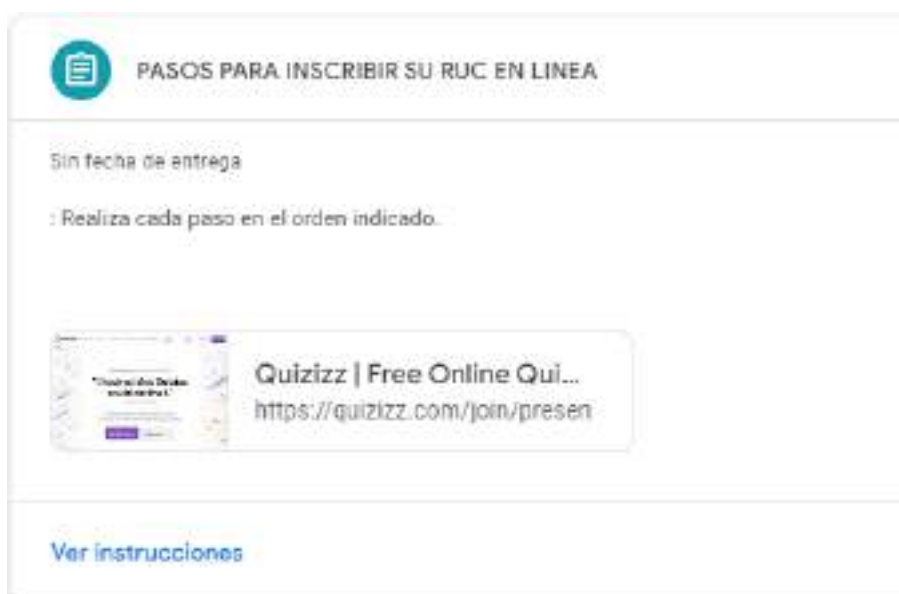 PASOS PARA INSCRIBIR SU RUC EN LINEA
Sin fecha de entrega
: Realiza cada paso en el orden indicado.
Quizizz | Free Online Qui...
https://quizizz.com/join/presen
Ver instrucciones